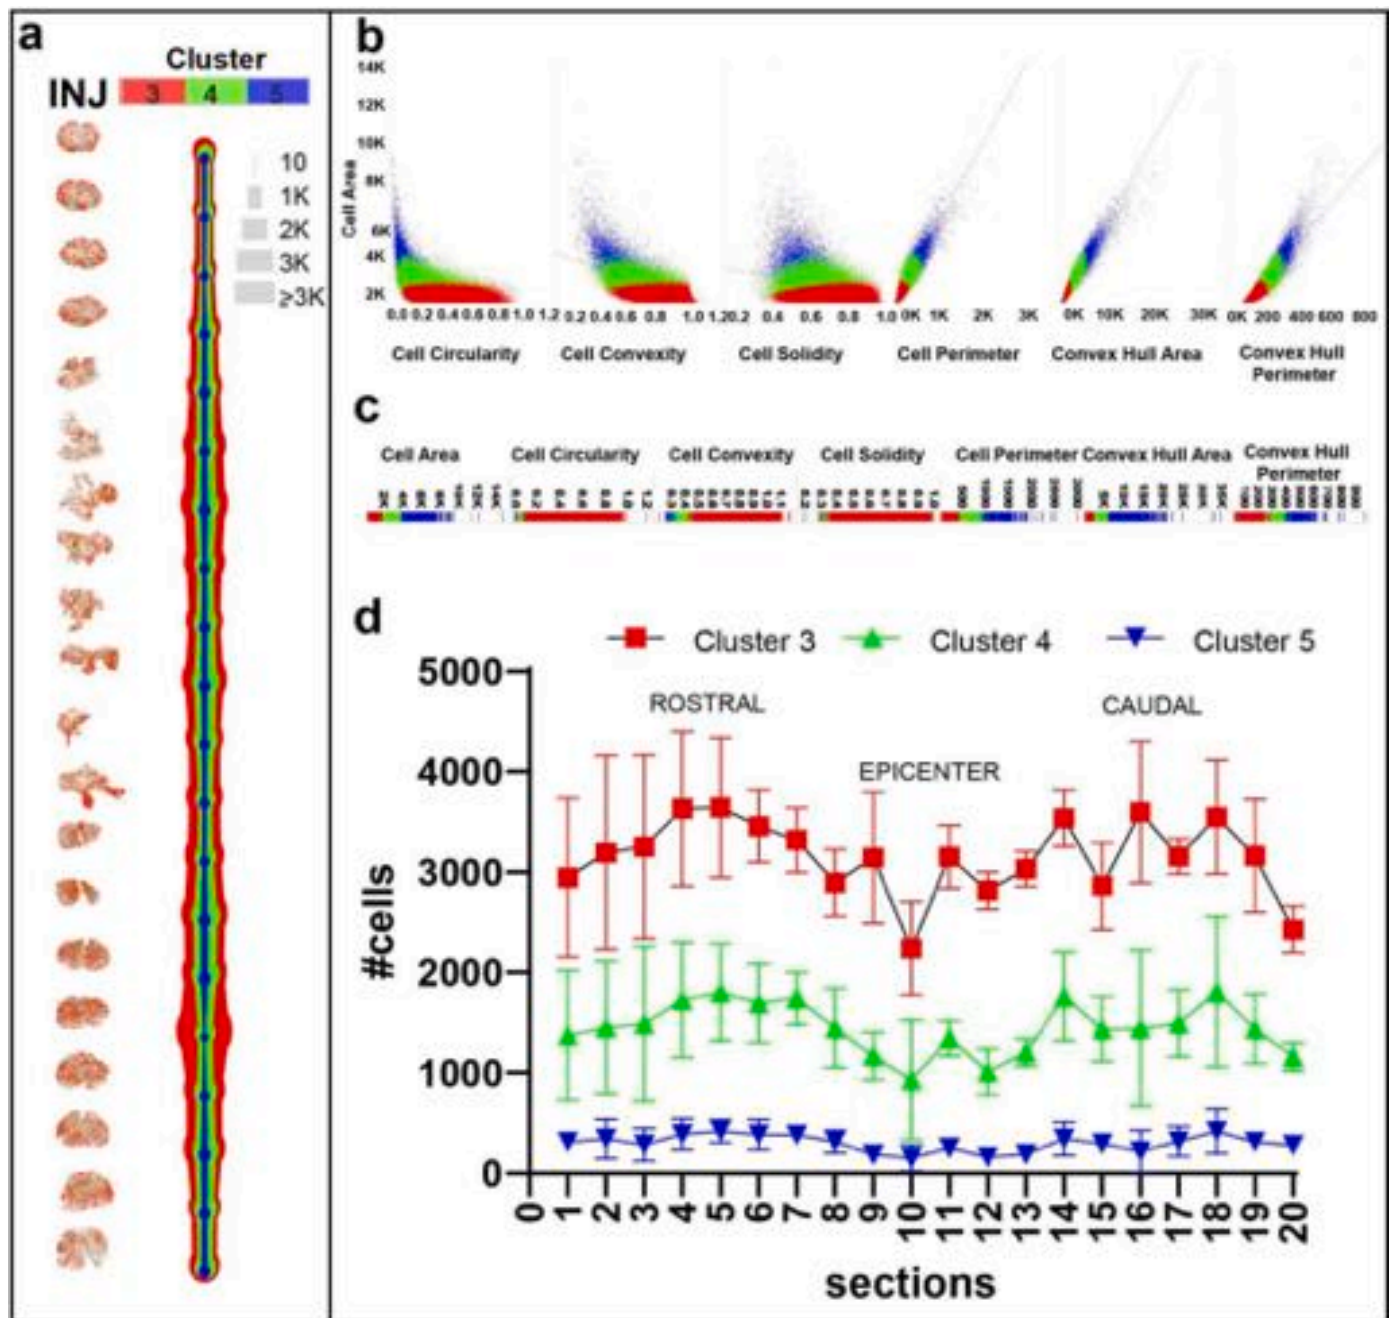 a
Cluster
INJ 3 4 5
10
1K
2K
3K
≥3K
b
Cell Area
14K
12K
10K
8K
6K
4K
2K
0.0 0.2 0.4 0.6 0.8 1.0 1.2 0.2 0.4 0.6 0.8 1.0 1.2 0.2 0.4 0.6 0.8 1.0 0K 1K 2K 3K 0K 10K 20K 30K 0K 200 400 600 800
Cell Circularity Cell Convexity Cell Solidity Cell Perimeter Convex Hull Area Convex Hull
Perimeter
c
Cell Area Cell Circularity Cell Convexity Cell Solidity Cell Perimeter Convex Hull Area Convex Hull
Perimeter
d
Cluster 3 Cluster 4 Cluster 5
ROSTRAL CAUDAL
EPICENTER
#cells
5000
4000
3000
2000
1000
0
0 1 2 3 4 5 6 7 8 9 10 11 12 13 14 15 16 17 18 19 20
sections